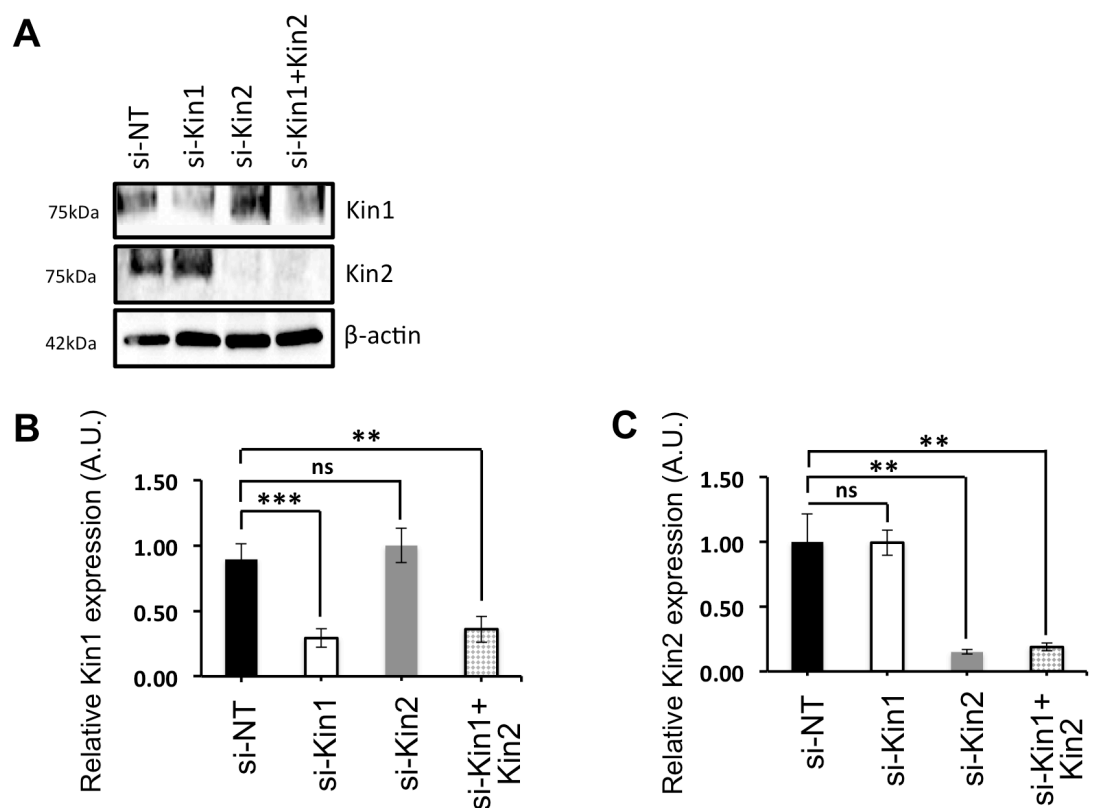 A
si-NT
si-Kin1
si-Kin2
si-Kin1+Kin2
75kDa
Kin1
75kDa
Kin2
42kDa
β-actin
B
Relative Kin1 expression (A.U.)
**
ns
***
1.50
1.00
0.50
0.00
si-NT
si-Kin1
si-Kin2
si-Kin1+
Kin2
C
Relative Kin2 expression (A.U.)
**
**
ns
1.50
1.00
0.50
0.00
si-NT
si-Kin1
si-Kin2
si-Kin1+
Kin2